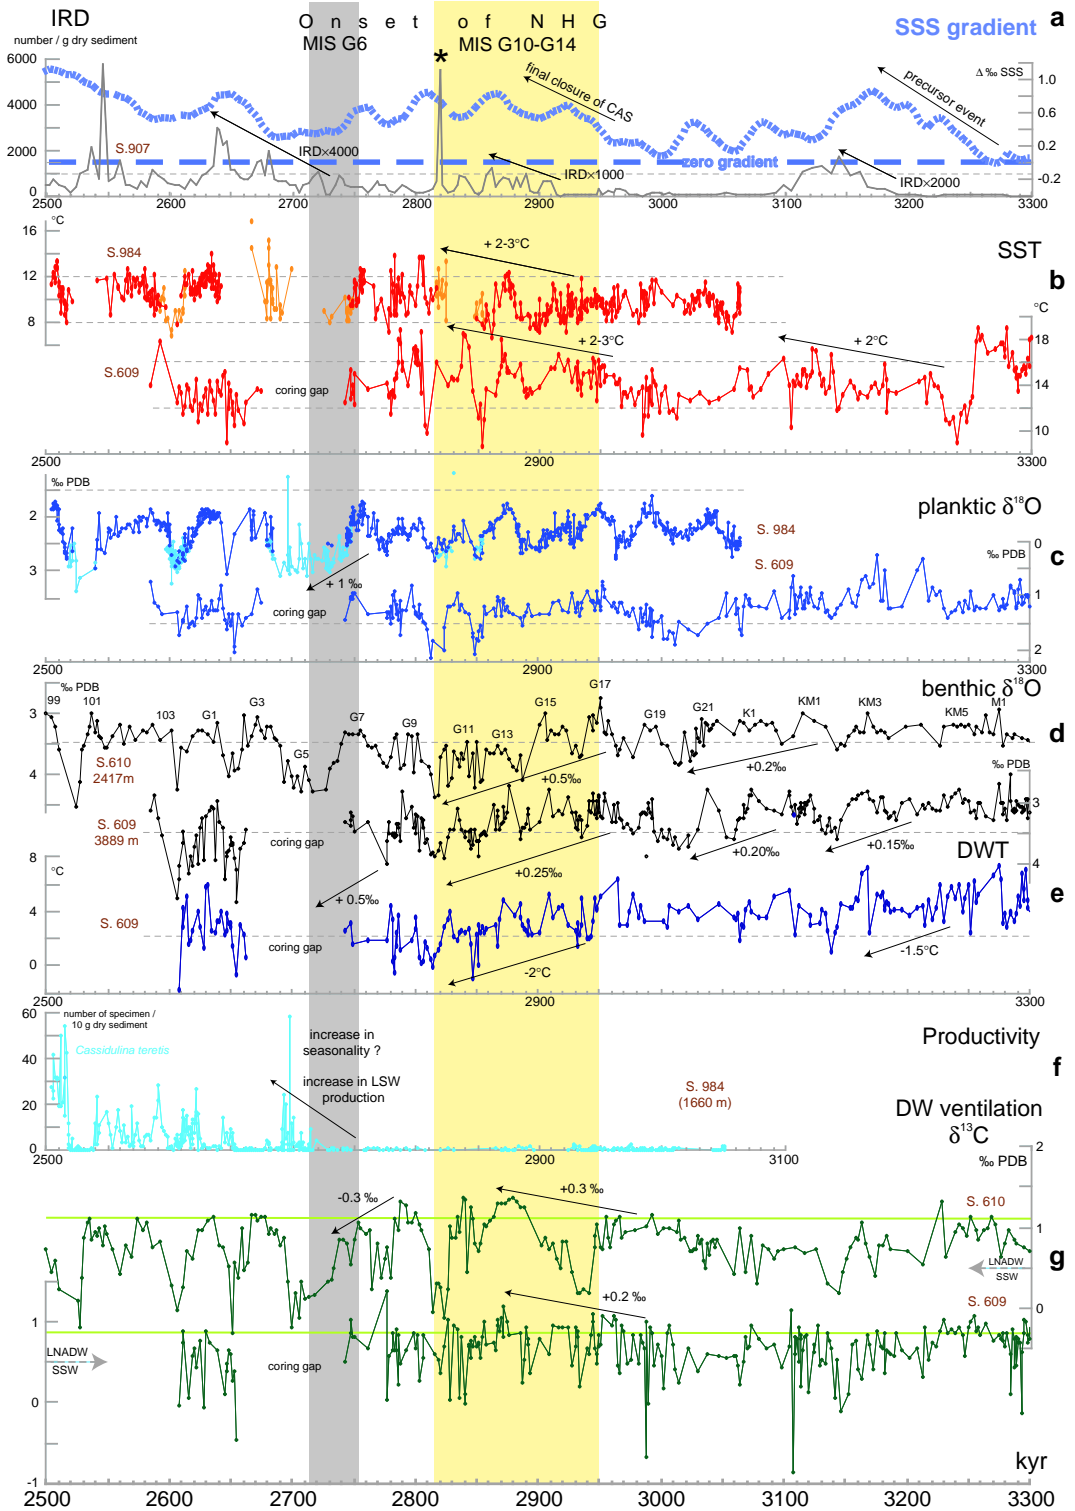 Onset of NHG
IRD
MIS G6
MIS G10-G14
a
SSS gradient
number / g dry sediment
*
6000
4000
2000
0
Δ ‰ SSS
1.0
0.6
0.2
-0.2
final closure of CAS
precursor event
S.907
IRD×4000
IRD×1000
IRD×2000
zero gradient
2500
2600
2700
2800
2900
3000
3100
3200
3300
°C
16
12
8
S.984
+ 2-3°C
SST
b
°C
18
14
10
S.609
+ 2-3°C
+ 2°C
coring gap
2500
2900
3300
‰ PDB
2
3
planktic δ18O
S. 984
S. 609
‰ PDB
0
1
2
c
+ 1 ‰
coring gap
2500
2900
3300
‰ PDB
benthic δ18O
99
101
103
G1
G3
G5
G7
G9
G11
G13
G15
G17
G19
G21
K1
KM1
KM3
KM5
M1
3
4
d
S.610
2417m
+0.5‰
+0.2‰
‰ PDB
3
4
S. 609
3889 m
coring gap
+0.25‰
+0.20‰
+0.15‰
+ 0.5‰
DWT
°C
8
4
0
e
S. 609
coring gap
-2°C
-1.5°C
2500
2900
3300
60
40
20
0
number of specimen /
10 g dry sediment
Cassidulina teretis
increase in
seasonality ?
increase in LSW
production
Productivity
f
S. 984
(1660 m)
2500
2900
3100
DW ventilation
δ13C
‰ PDB
2
1
0
-0.3 ‰
+0.3 ‰
S. 610
g
LNADW
SSW
+0.2 ‰
S. 609
1
0
-1
LNADW
SSW
coring gap
kyr
2500
2600
2700
2800
2900
3000
3100
3200
3300